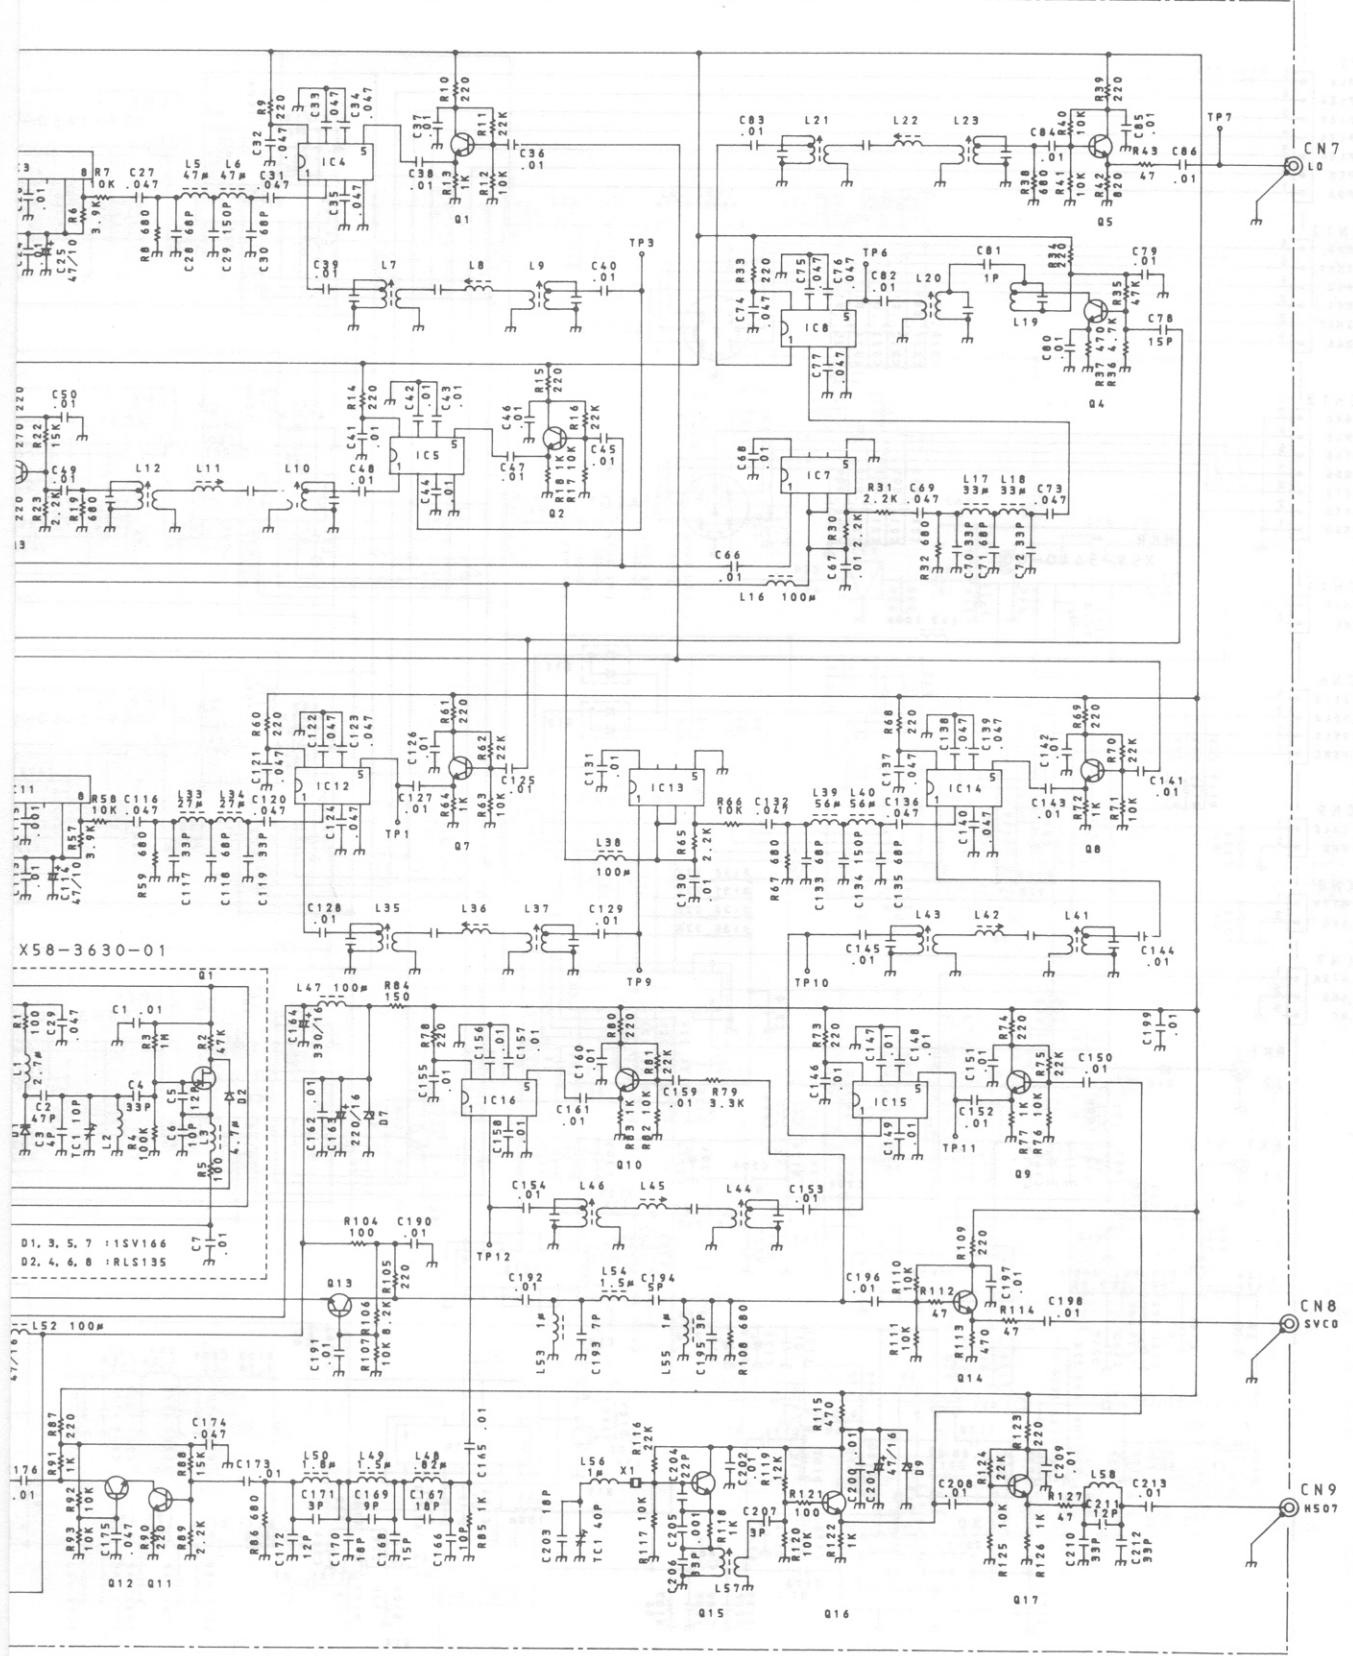 R9 220
C32 .047
C33 .047
C34 .047
IC4
1
5
C35 .047
R10 220
C37 .01
R11 22K
C36 .01
C38 .01
R13 1K
R12 10K
Q1
C83 .01
L21
L22
L23
R38 680
C84 .01
R40 10K
R41 10K
R39 220
C85 .01
R42 820
R43 47
C86 .01
Q5
TP7
CN7
LO
8
R7 10K
C27 .047
L5 47μ
L6 47μ
C31 .047
R6 3.9K
C25 47/10
R8 680
C28 68P
C29 150P
C30 68P
C39 .01
L7
L8
L9
C40 .01
TP3
R33 220
C74 .047
C75 .047
C76 .047
IC8
1
5
C77 .047
TP6
C82 .01
L20
C81 1P
L19
R34 220
C79 .01
R35 47K
C78 15P
C80 .01
R37 470
R36 4.7K
Q4
C50 .01
R22 15K
C49 .01
R23 2.2K
R19 680
L12
L11
L10
C48 .01
R14 220
C41 .01
C42 .01
C43 .01
IC5
1
5
C44 .01
R15 220
C46 .01
R16 22K
C45 .01
C47 .01
R18 1K
R17 10K
Q2
C68 .01
IC7
1
5
R31 2.2K
C69 .047
L17 33μ
L18 33μ
C73 .047
R30 2.2K
C67 .01
R32 680
C70 33P
C71 68P
C72 33P
C66 .01
L16 100μ
R60 220
C121 .047
C122 .047
C123 .047
IC12
1
5
C124 .047
R61 220
C126 .01
R62 22K
C125 .01
C127 .01
TP1
R64 1K
R63 10K
Q7
8
R58 10K
C116 .047
L33 27μ
L34 27μ
C120 .047
R57 3.9K
C114 47/10
R59 680
C117 33P
C118 68P
C119 33P
C131 .01
IC13
1
5
L38 100μ
R65 2.2K
C130 .01
R66 10K
C132 .047
L39 56μ
L40 56μ
C136 .047
R67 680
C133 68P
C134 150P
C135 68P
R68 220
C137 .047
C138 .047
C139 .047
IC14
1
5
C140 .047
R69 220
C142 .01
R70 22K
C141 .01
C143 .01
R72 1K
R71 10K
Q8
C128 .01
L35
L36
L37
C129 .01
TP9
C145 .01
L43
L42
L41
C144 .01
TP10
X58-3630-01
R1 100
C29 .047
L1 2.7μ
C1 .01
R3 1M
Q1
R2 47K
D1
C2 47P
C3 4P
TC1 10P
L2
C4 33P
R4 100K
C5 12P
C6 10P
L3 4.7μ
R5 100
D2
C7 .01
D1, 3, 5, 7 :1SV166
D2, 4, 6, 8 :RLS135
L47 100μ
R84 150
C164 330/16
C162 .01
C163 220/16
D7
R78 220
C155 .01
C156 .01
C157 .01
IC16
C158 .01
R80 220
C160 .01
R81 22K
C159 .01
R79 3.3K
C161 .01
R83 1K
R82 10K
Q10
R73 220
C146 .01
C147 .01
C148 .01
IC15
C149 .01
R74 220
C151 .01
R75 22K
C150 .01
C152 .01
TP11
R77 1K
R76 10K
Q9
C199 .01
C154 .01
L46
L45
L44
C153 .01
TP12
R104 100
C190 .01
R105 220
Q13
C191 .01
R106 8.2K
R107 10K
C192 .01
L53 1μ
C193 7P
L54 1.5μ
C194 5P
L55 1μ
C195 3P
R108 680
C196 .01
R110 10K
R111 10K
R112 47
R109 220
C197 .01
R113 470
R114 47
C198 .01
Q14
CN8
SVCO
L52 100μ
47/16
C176 .01
R87 220
R91 1K
R92 10K
R93 10K
C175 .047
Q12
R90 220
Q11
R88 15K
R89 2.2K
C174 .047
C173 .01
R86 680
L50 1.8μ
C171 3P
L49 1.5μ
C169 9P
L48 .82μ
C167 18P
C172 12P
C170 18P
C168 15P
C166 10P
C165 .01
R85 1K
L56 1μ
X1
C203 18P
TC1 40P
R116 22K
R117 10K
C204 22P
C205 .001
C206 33P
R118 1K
L57
Q15
C202 .01
R119 12K
C207 3P
R120 10K
R121 100
R122 1K
R115 470
C200 .01
C201 47/16
D9
Q16
C208 .01
R124 22K
R125 10K
R123 220
C209 .01
R126 1K
R127 47
Q17
L58
C211 12P
C210 33P
C212 33P
C213 .01
CN9
HSO7